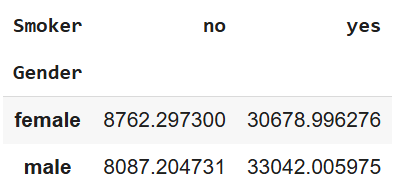 Smoker no yes
Gender
female 8762.297300 30678.996276
male 8087.204731 33042.005975